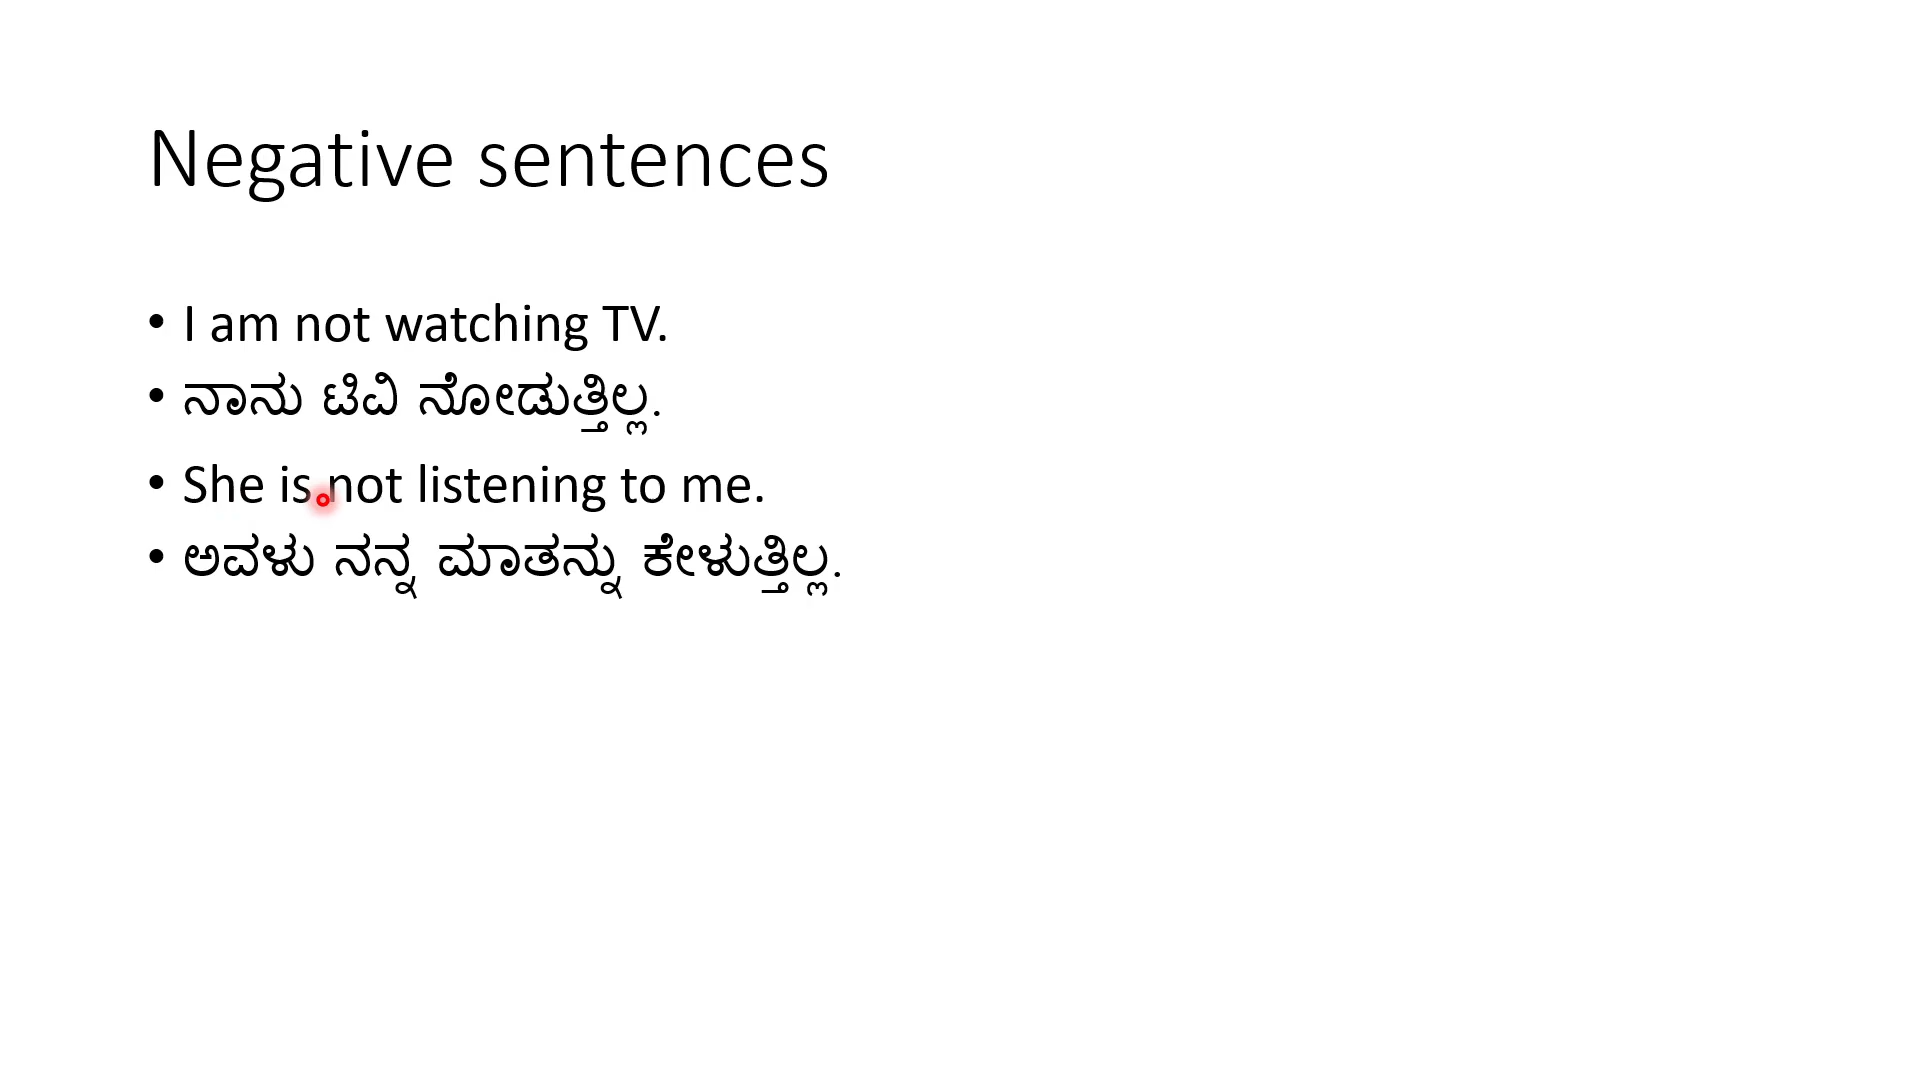 Negative sentences
• I am not watching TV.
• ನಾನು ಟಿವಿ ನೋಡುತ್ತಿಲ್ಲ.
• She is not listening to me.
• ಅವಳು ನನ್ನ ಮಾತನ್ನು ಕೇಳುತ್ತಿಲ್ಲ.